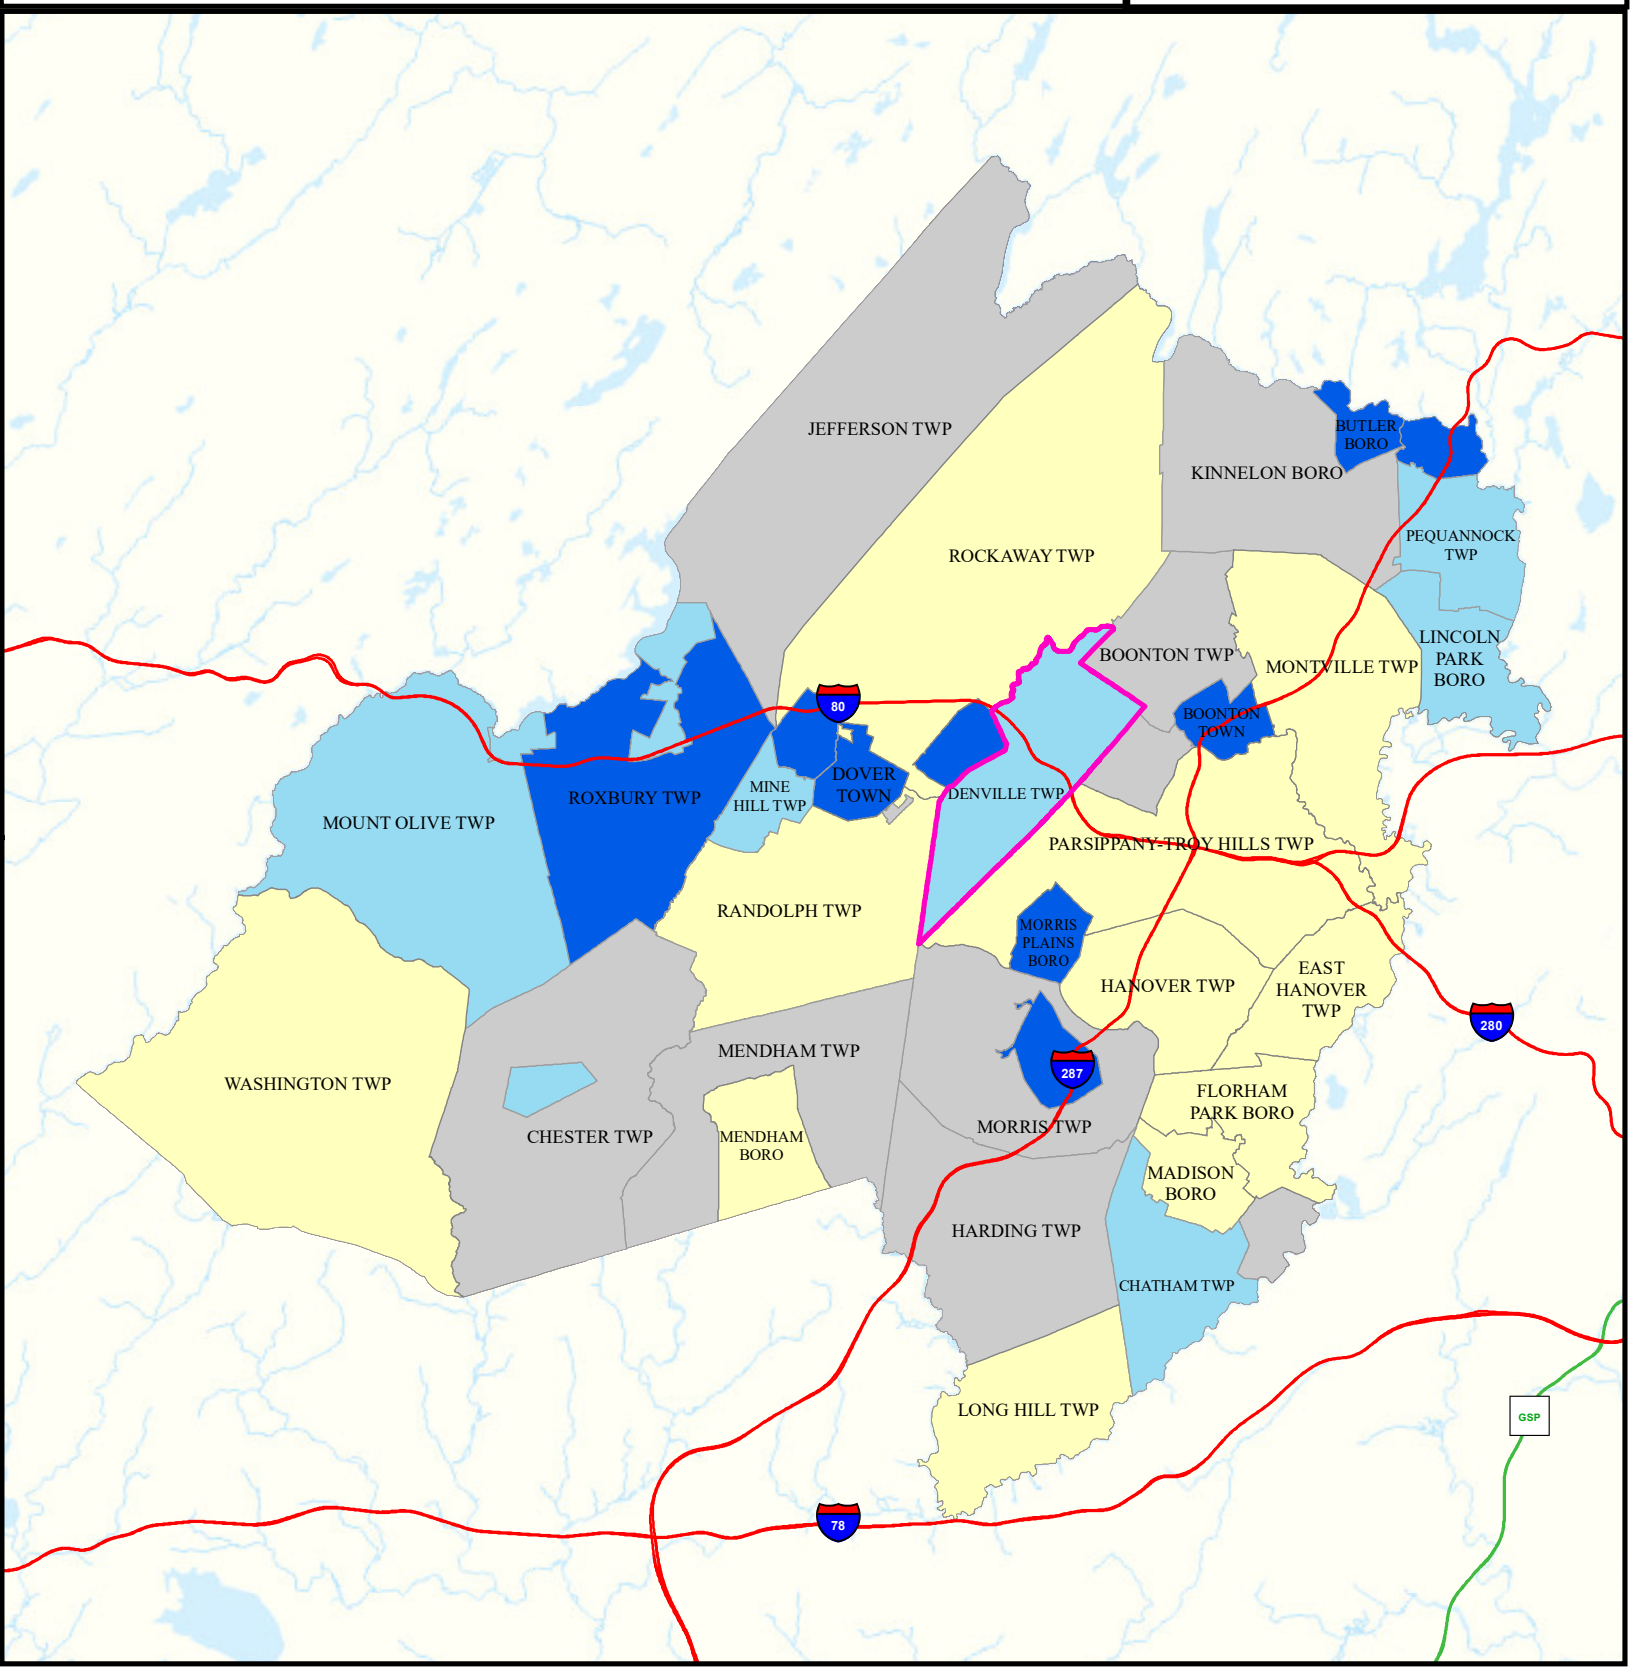 JEFFERSON TWP
BUTLER
BORO
KINNELON BORO
PEQUANNOCK
TWP
ROCKAWAY TWP
LINCOLN
PARK
BORO
BOONTON TWP
MONTVILLE TWP
80
BOONTON
TOWN
DOVER
TOWN
MINE
HILL TWP
DENVILLE TWP
ROXBURY TWP
MOUNT OLIVE TWP
PARSIPPANY-TROY HILLS TWP
RANDOLPH TWP
MORRIS
PLAINS
BORO
EAST
HANOVER
TWP
HANOVER TWP
280
MENDHAM TWP
287
WASHINGTON TWP
FLORHAM
PARK BORO
CHESTER TWP
MENDHAM
BORO
MORRIS TWP
MADISON
BORO
HARDING TWP
CHATHAM TWP
LONG HILL TWP
GSP
78